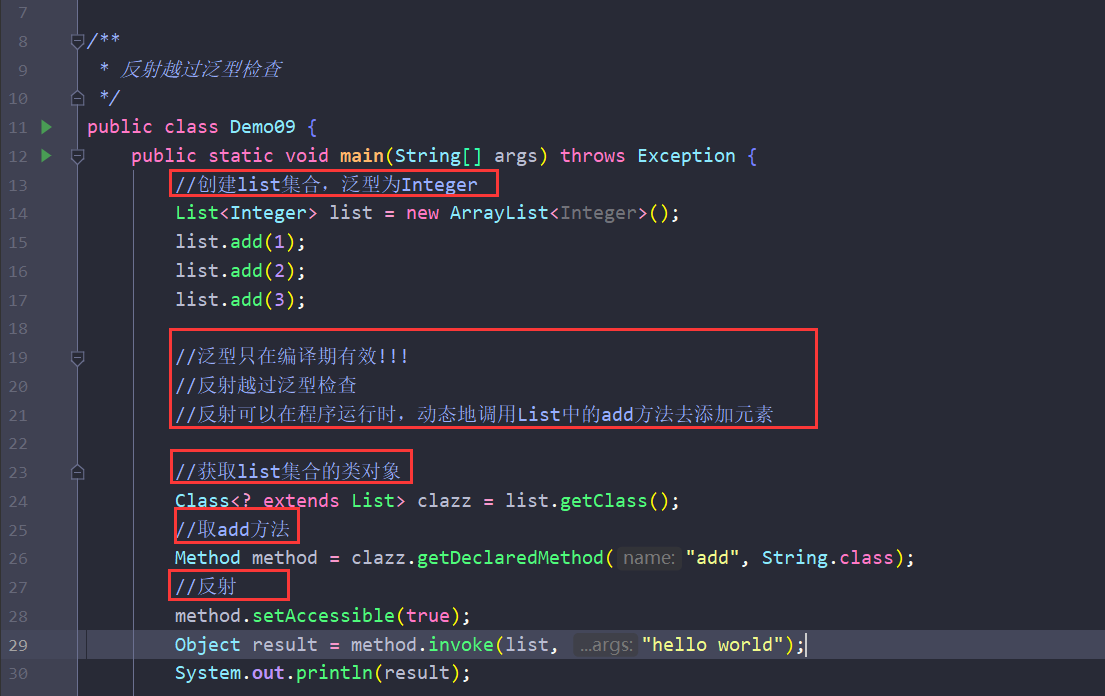 7
8 /**
9 * 反射越过泛型检查
10 */
11 public class Demo09 {
12 public static void main(String[] args) throws Exception {
13 //创建list集合，泛型为Integer
14 List<Integer> list = new ArrayList<Integer>();
15 list.add(1);
16 list.add(2);
17 list.add(3);
18
19 //泛型只在编译期有效!!!
20 //反射越过泛型检查
21 //反射可以在程序运行时，动态地调用List中的add方法去添加元素
22
23 //获取list集合的类对象
24 Class<? extends List> clazz = list.getClass();
25 //取add方法
26 Method method = clazz.getDeclaredMethod( name: "add", String.class);
27 //反射
28 method.setAccessible(true);
29 Object result = method.invoke(list, ...args: "hello world");
30 System.out.println(result);